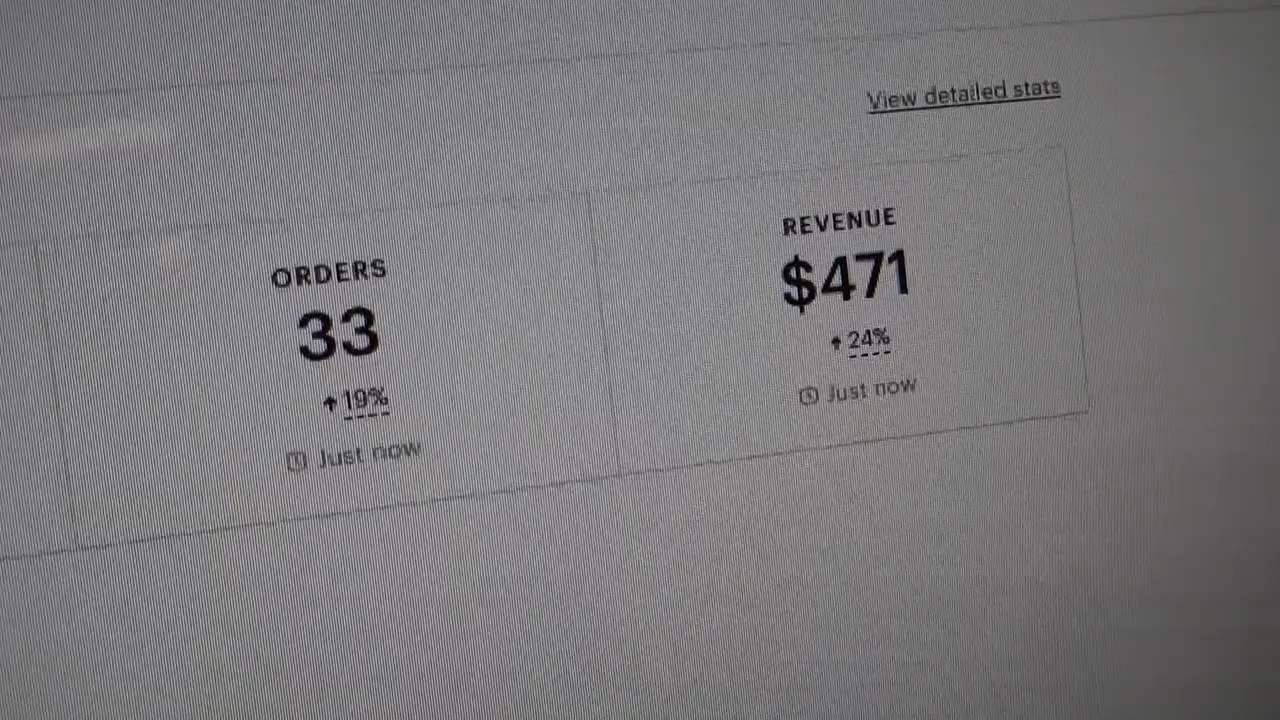 View detailed stats
ORDERS
33
↑ 19%
Just now
REVENUE
$471
↑ 24%
Just now